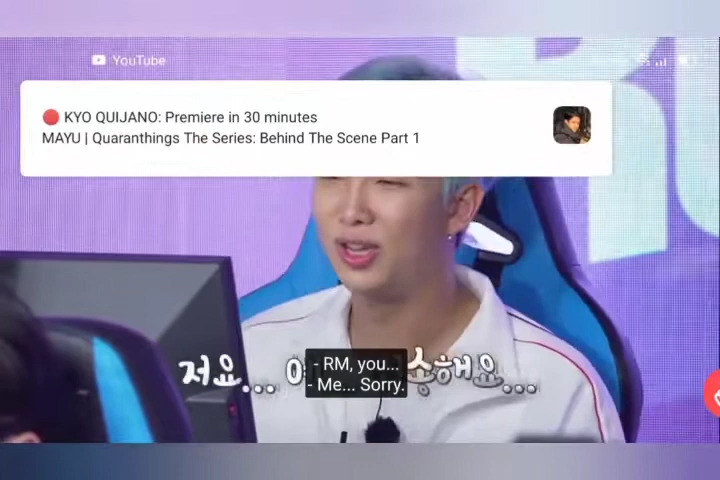 YouTube
KYO QUIJANO: Premiere in 30 minutes
MAYU | Quaranthings The Series: Behind The Scene Part 1
- RM, you...
- Me... Sorry.
저요... 송해요...